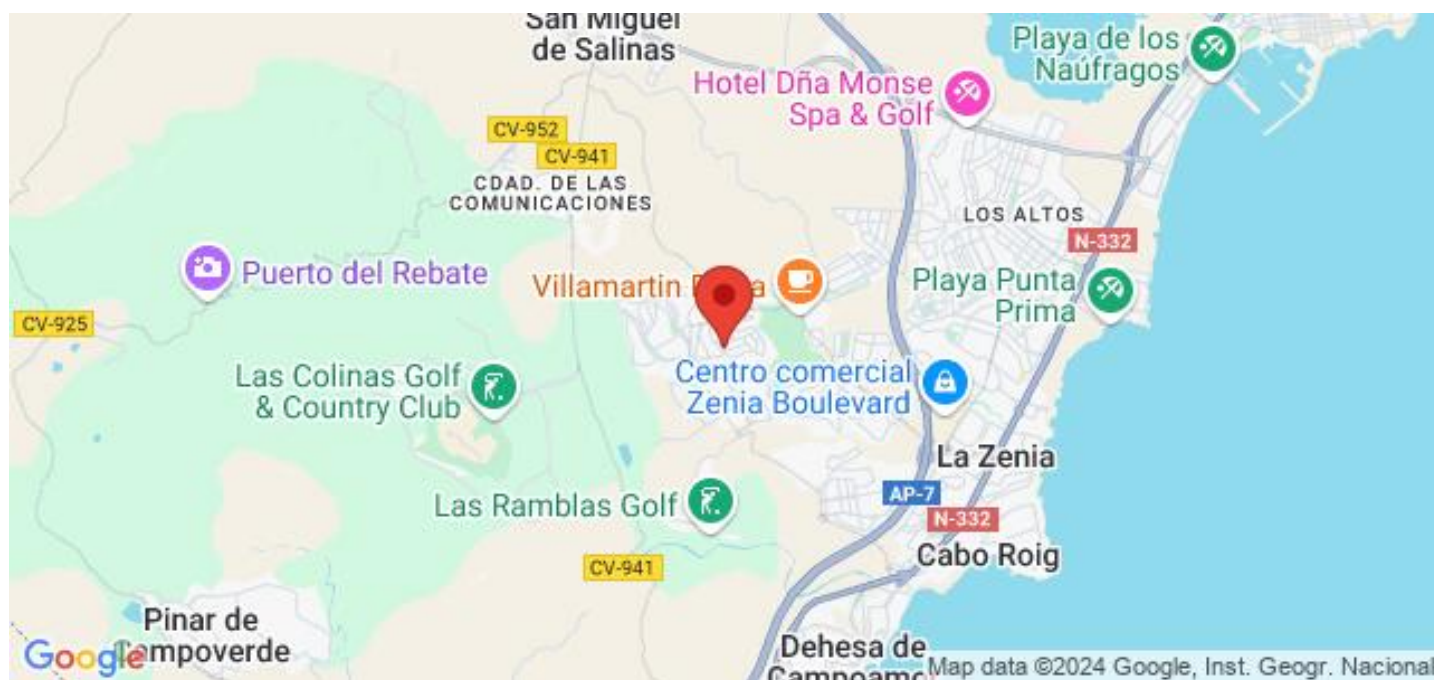 San Miguel
de Salinas
Playa de los
Naúfragos
Hotel Dña Monse
Spa & Golf
CV-952
CV-941
CDAD. DE LAS
COMUNICACIONES
LOS ALTOS
N-332
Puerto del Rebate
Villamartin
Playa Punta
Prima
CV-925
Las Colinas Golf
& Country Club
Centro comercial
Zenia Boulevard
La Zenia
AP-7
Las Ramblas Golf
N-332
Cabo Roig
CV-941
Pinar de
Campoverde
Dehesa de
Campoamor
Google
Map data ©2024 Google, Inst. Geogr. Nacional